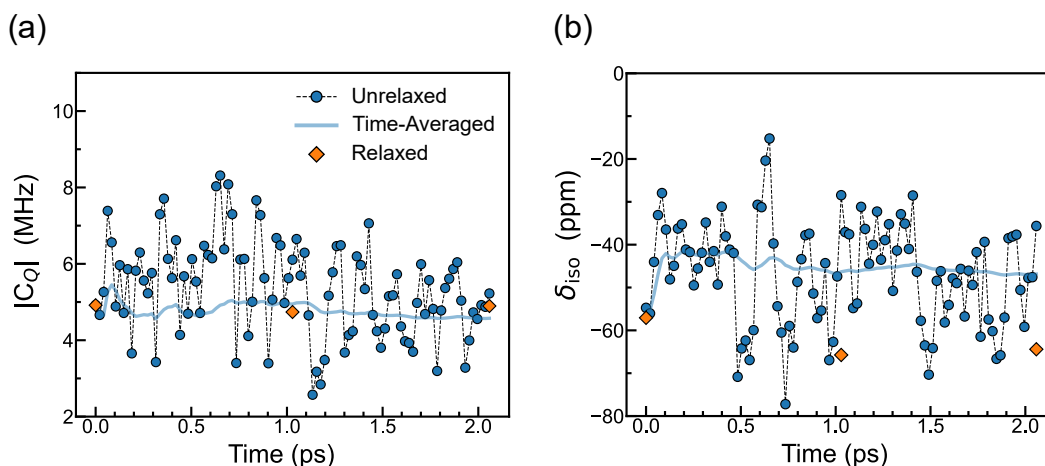 (a)
(b)
10
8
6
4
2
|C_Q| (MHz)
Unrelaxed
Time-Averaged
Relaxed
0.0 0.5 1.0 1.5 2.0
Time (ps)
0
−20
−40
−60
−80
δ_iso (ppm)
0.0 0.5 1.0 1.5 2.0
Time (ps)